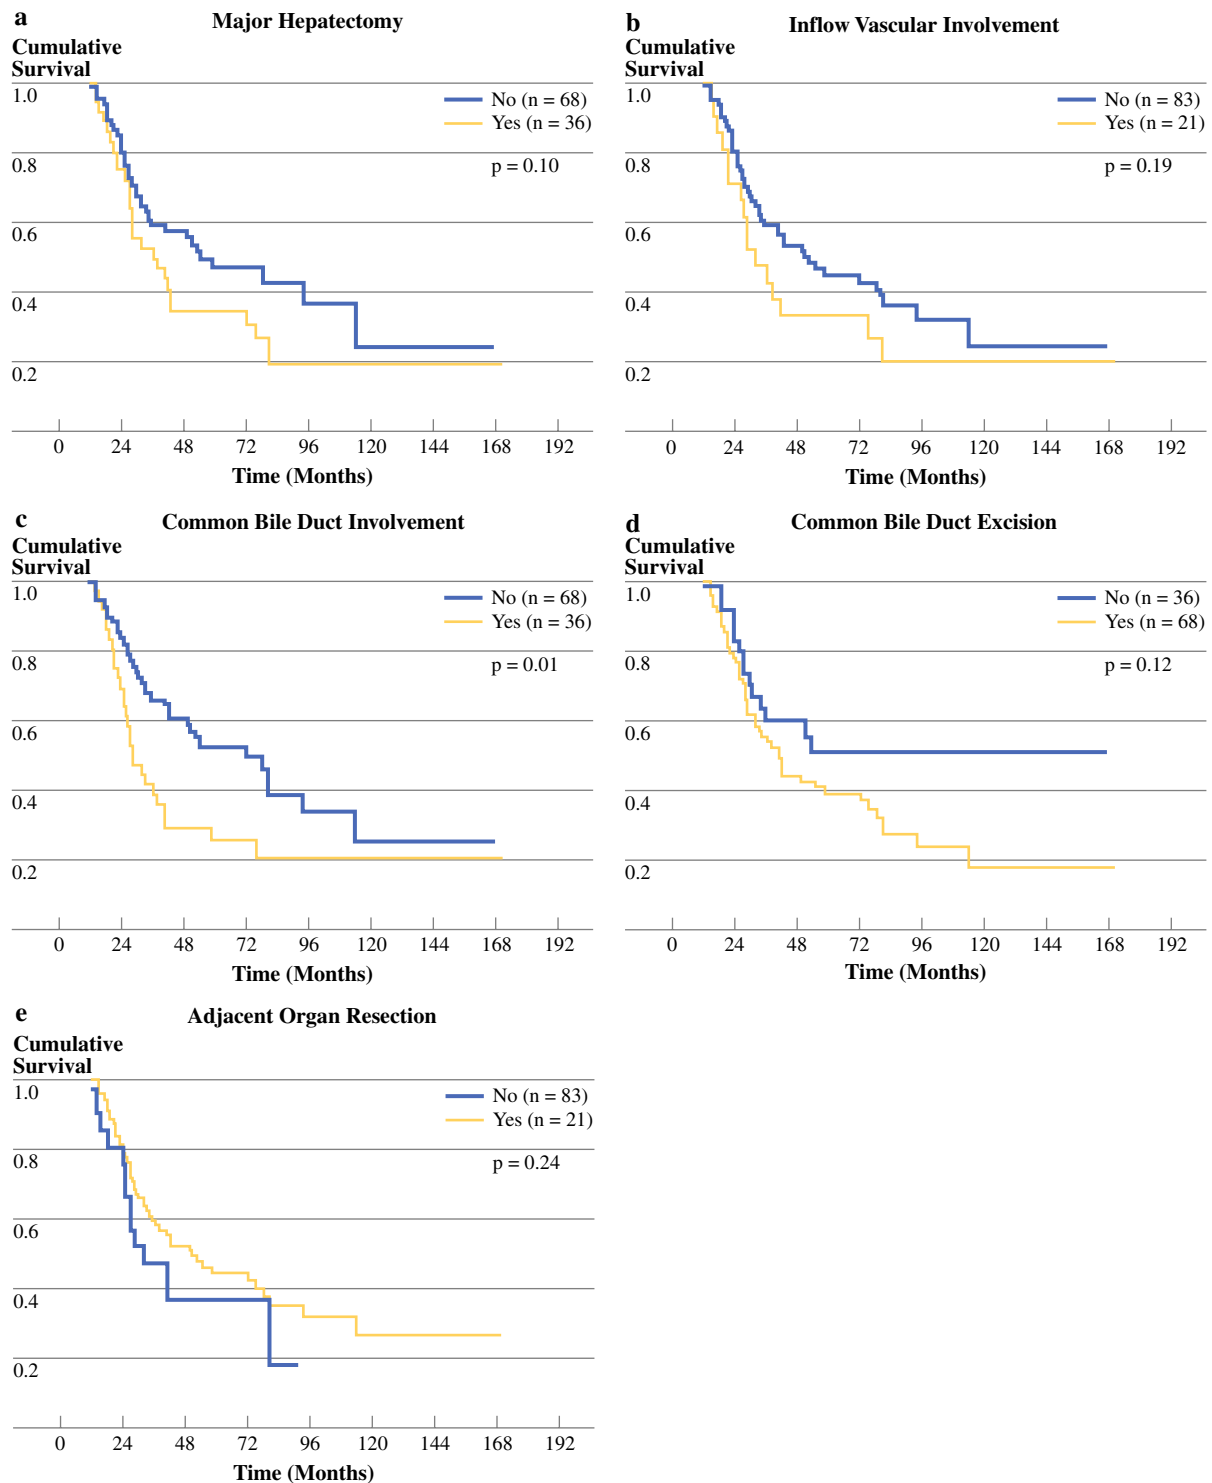 a
Major Hepatectomy
Cumulative
Survival
1.0
0.8
0.6
0.4
0.2
No (n = 68)
Yes (n = 36)
p = 0.10
0 24 48 72 96 120 144 168 192
Time (Months)
b
Inflow Vascular Involvement
Cumulative
Survival
1.0
0.8
0.6
0.4
0.2
No (n = 83)
Yes (n = 21)
p = 0.19
0 24 48 72 96 120 144 168 192
Time (Months)
c
Common Bile Duct Involvement
Cumulative
Survival
1.0
0.8
0.6
0.4
0.2
No (n = 68)
Yes (n = 36)
p = 0.01
0 24 48 72 96 120 144 168 192
Time (Months)
d
Common Bile Duct Excision
Cumulative
Survival
1.0
0.8
0.6
0.4
0.2
No (n = 36)
Yes (n = 68)
p = 0.12
0 24 48 72 96 120 144 168 192
Time (Months)
e
Adjacent Organ Resection
Cumulative
Survival
1.0
0.8
0.6
0.4
0.2
No (n = 83)
Yes (n = 21)
p = 0.24
0 24 48 72 96 120 144 168 192
Time (Months)